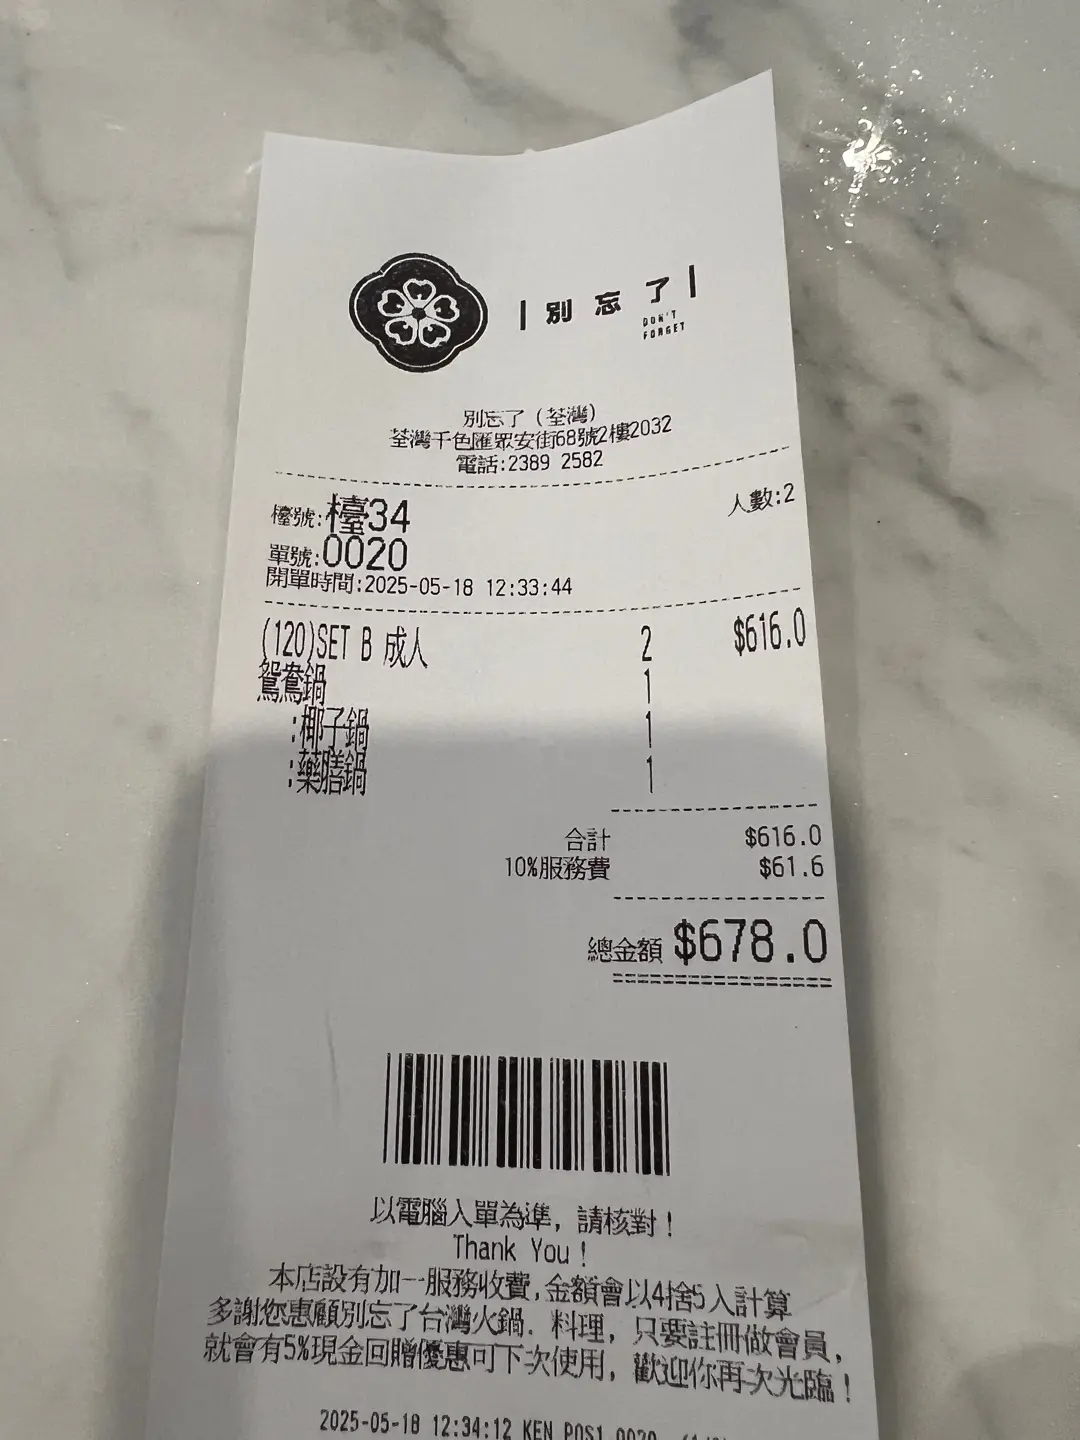 |別忘了|
DON'T
FORGET
別忘了(荃灣)
荃灣千色匯眾安街68號2樓2032
電話:2389 2582
檯號:檯34 人數:2
單號:0020
開單時間:2025-05-18 12:33:44
(120)SET B 成人 2 $616.0
鴛鴦鍋 1
:椰子鍋 1
:藥膳鍋 1
合計 $616.0
10%服務費 $61.6
總金額 $678.0
以電腦入單為準，請核對！
Thank You！
本店設有加一服務收費,金額會以4捨5入計算
多謝您惠顧別忘了台灣火鍋．料理，只要註冊做會員，
就會有5%現金回贈優惠可下次使用，歡迎你再次光臨！
2025-05-18 12:34:12 KEN POS1 0020